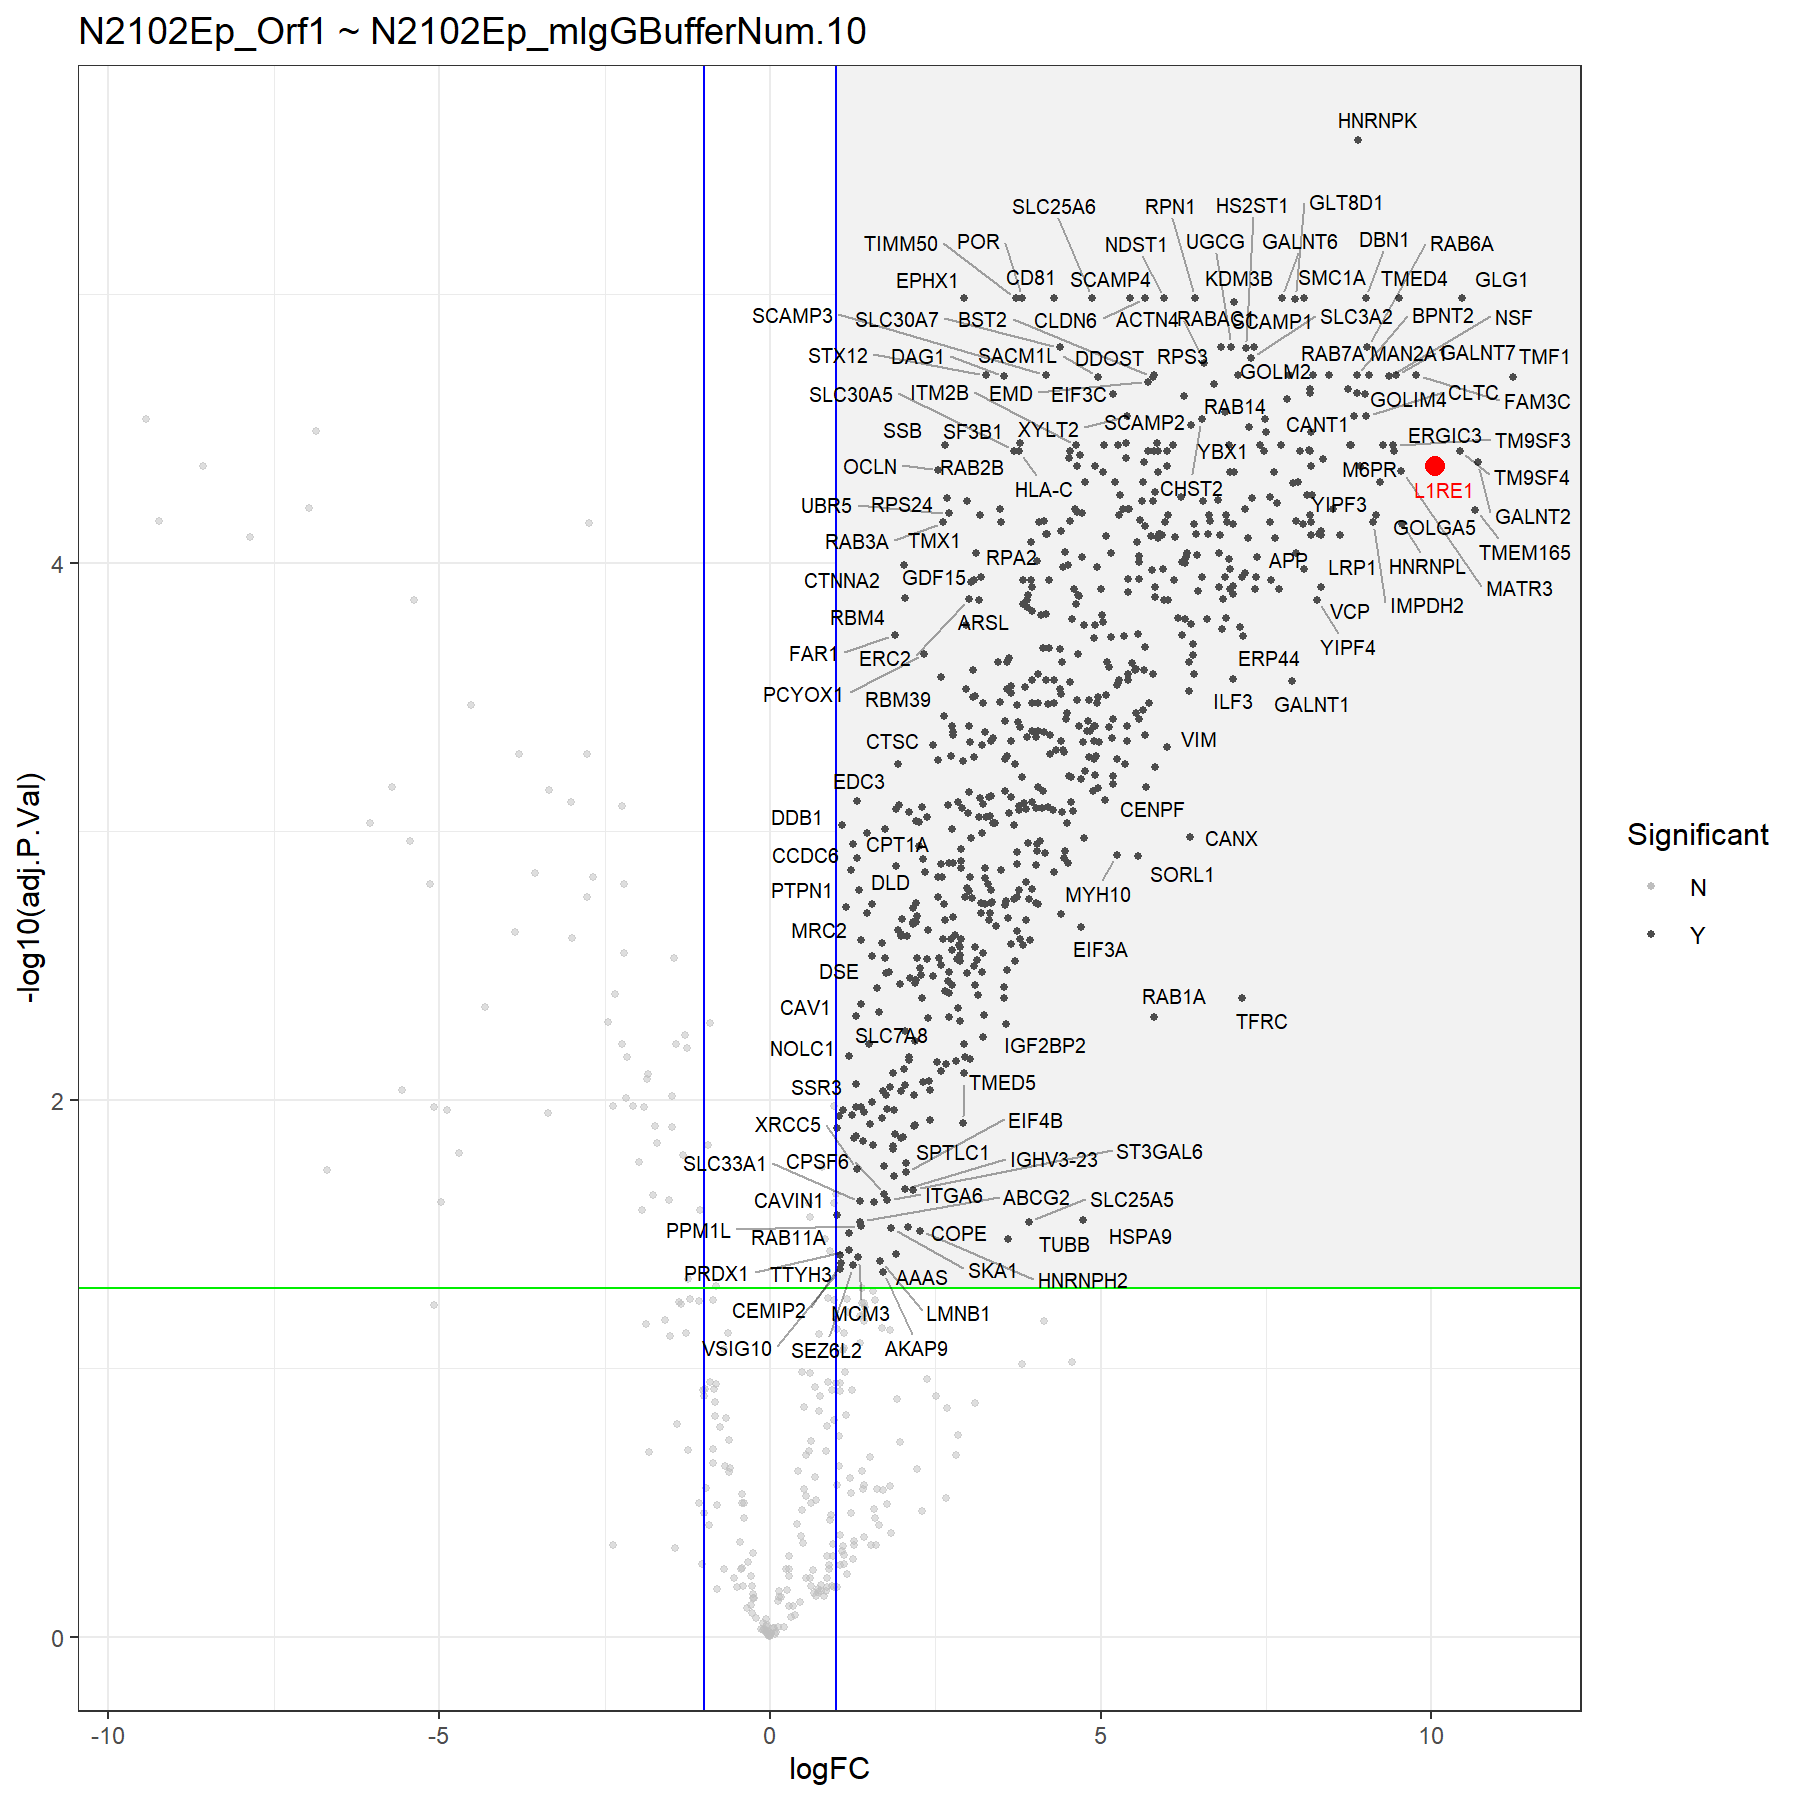 N2102Ep_Orf1 ~ N2102Ep_mIgGBufferNum.10
HNRNPK
SLC25A6 RPN1 HS2ST1 GLT8D1
TIMM50 POR NDST1 UGCG GALNT6 DBN1 RAB6A
EPHX1 CD81 SCAMP4 KDM3B SMC1A TMED4 GLG1
SCAMP3 SLC30A7 BST2 CLDN6 ACTN4 RABAC1 SCAMP1 SLC3A2 BPNT2 NSF
STX12 DAG1 SACM1L DDOST RPS3 RAB7A MAN2A1 GALNT7 TMF1
GOLM2
SLC30A5 ITM2B EMD EIF3C GOLIM4 CLTC FAM3C
RAB14
SSB SF3B1 XYLT2 SCAMP2 CANT1 ERGIC3 TM9SF3
YBX1
OCLN RAB2B M6PR TM9SF4
HLA-C CHST2 L1RE1
UBR5 RPS24 YIPF3 GALNT2
RAB3A TMX1 GOLGA5 TMEM165
RPA2 APP LRP1 HNRNPL
CTNNA2 GDF15 MATR3
RBM4 ARSL VCP IMPDH2
FAR1 ERC2 ERP44 YIPF4
PCYOX1 RBM39 ILF3 GALNT1
CTSC VIM
EDC3
DDB1 CENPF
CPT1A CANX
CCDC6
PTPN1 DLD MYH10 SORL1
MRC2 EIF3A
DSE
CAV1 RAB1A
SLC7A8 TFRC
NOLC1 IGF2BP2
SSR3 TMED5
XRCC5 EIF4B
SLC33A1 CPSF6 SPTLC1 IGHV3-23 ST3GAL6
CAVIN1 ITGA6 ABCG2 SLC25A5
PPM1L RAB11A COPE TUBB HSPA9
PRDX1 TTYH3 AAAS SKA1 HNRNPH2
CEMIP2 MCM3 LMNB1
VSIG10 SEZ6L2 AKAP9
4
2
0
-10 -5 0 5 10
logFC
-log10(adj.P.Val)
Significant
N
Y